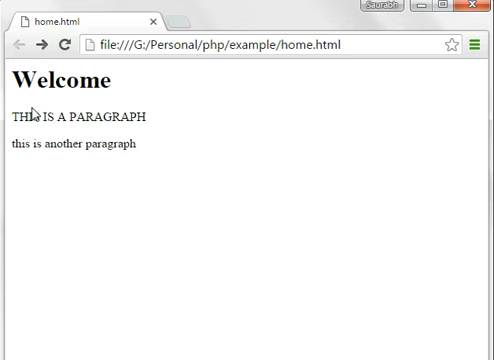 Saurabh
home.html
file:///G:/Personal/php/example/home.html
Welcome
THIS IS A PARAGRAPH
this is another paragraph